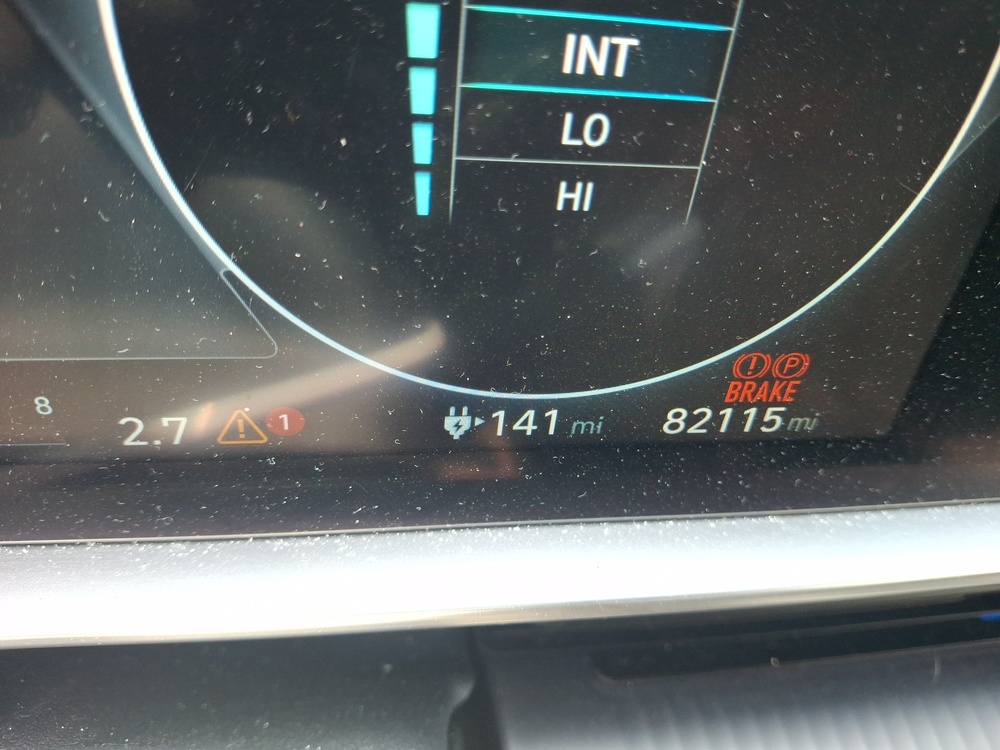 INT
LO
HI
! P
BRAKE
8
2.7 ! 1 141 mi 82115 mi